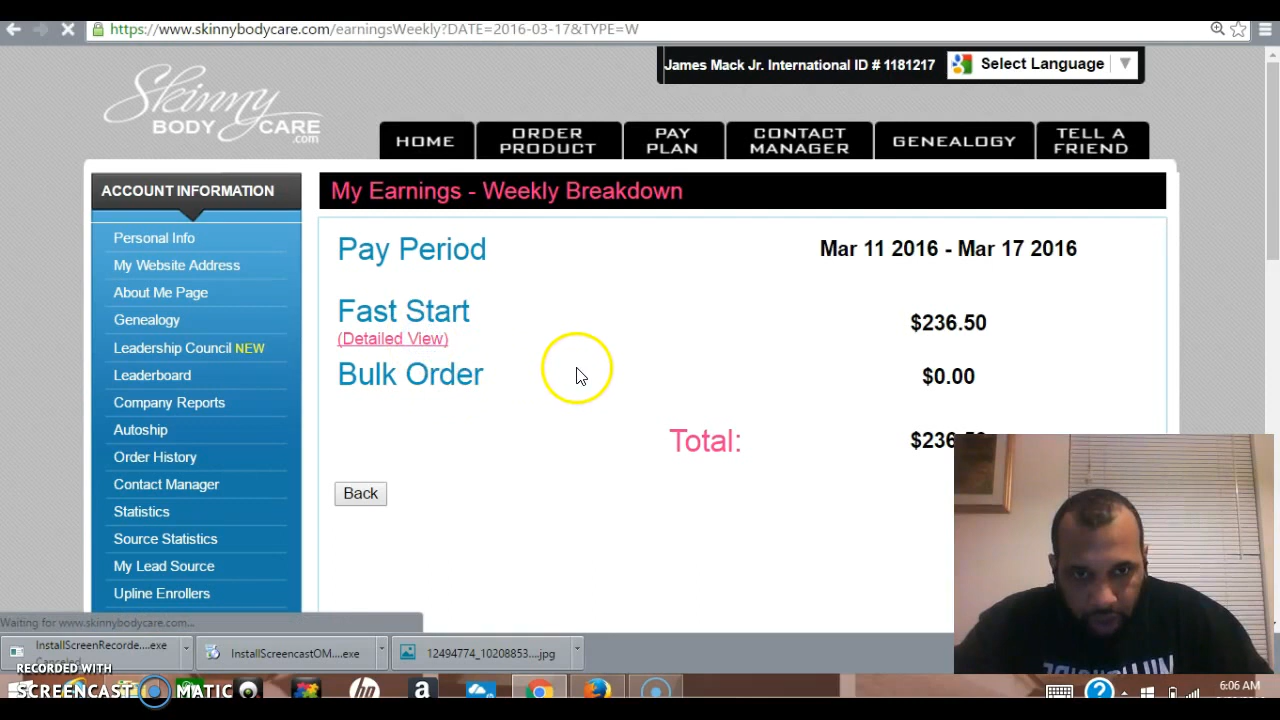 https://www.skinnybodycare.com/earningsWeekly?DATE=2016-03-17&TYPE=W
James Mack Jr. International ID # 1181217
Select Language
Skinny
BODY CARE
.com
HOME
ORDER PRODUCT
PAY PLAN
CONTACT MANAGER
GENEALOGY
TELL A FRIEND
ACCOUNT INFORMATION
Personal Info
My Website Address
About Me Page
Genealogy
Leadership Council NEW
Leaderboard
Company Reports
Autoship
Order History
Contact Manager
Statistics
Source Statistics
My Lead Source
Upline Enrollers
My Earnings - Weekly Breakdown
Pay Period Mar 11 2016 - Mar 17 2016
Fast Start $236.50
(Detailed View)
Bulk Order $0.00
Total:
Back
Waiting for www.skinnybodycare.com...
InstallScreenRecorde....exe
Canceled
InstallScreencastOM....exe
12494774_10208853....jpg
RECORDED WITH
SCREENCAST MATIC
6:06 AM